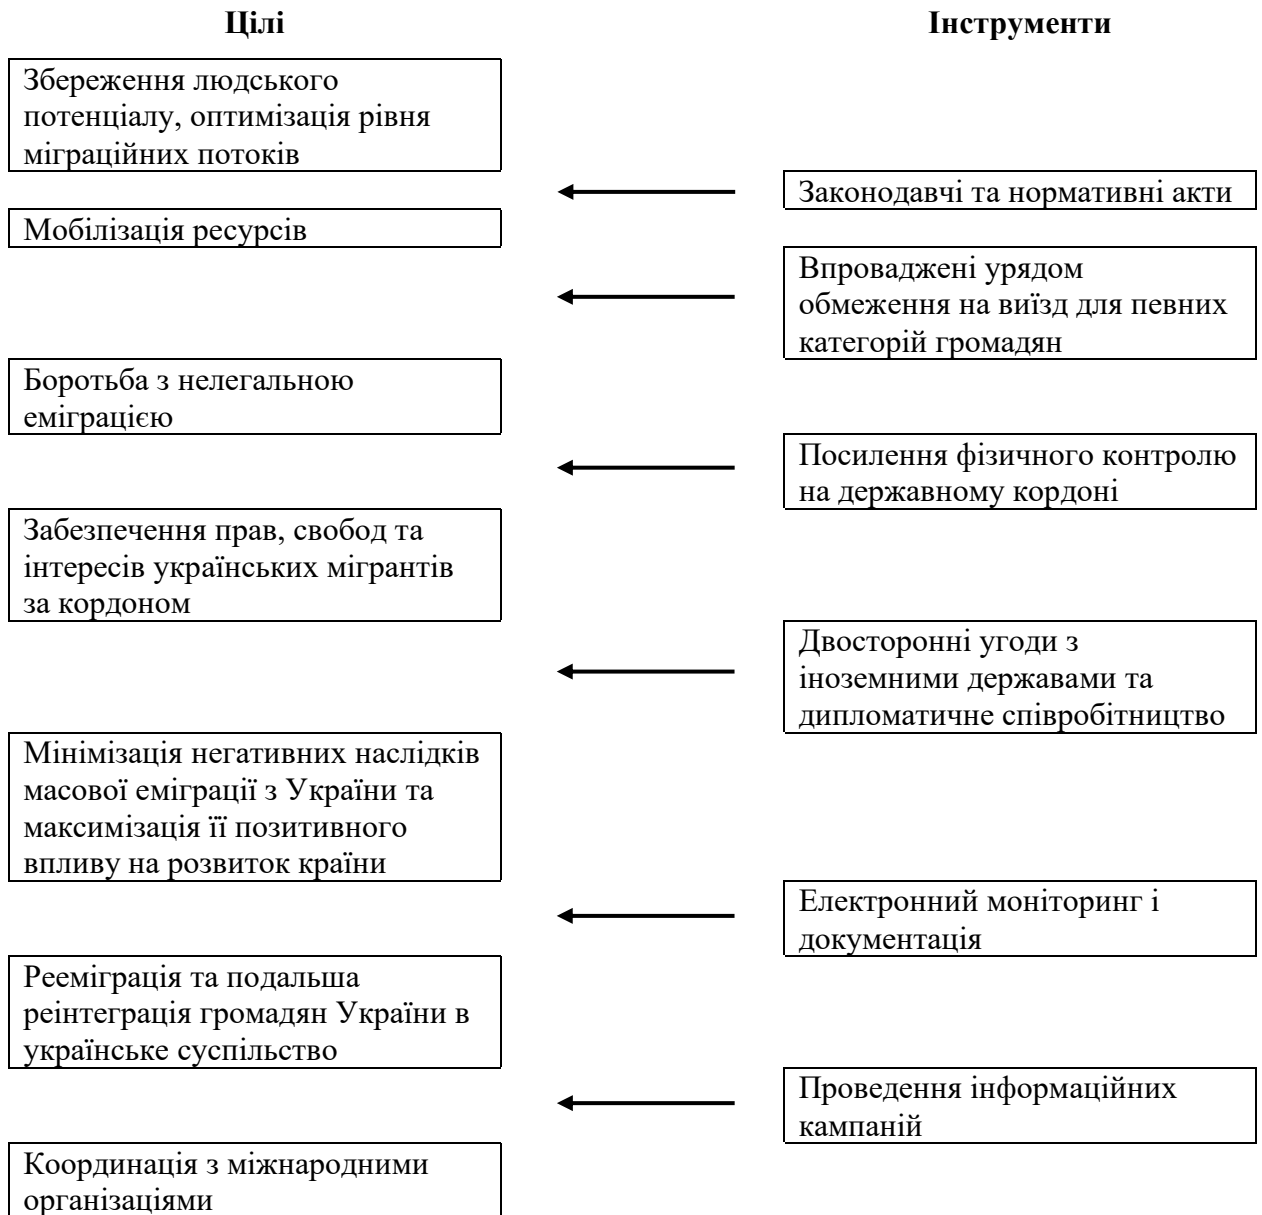 Цілі
Інструменти
Збереження людського
потенціалу, оптимізація рівня
міграційних потоків
Законодавчі та нормативні акти
Мобілізація ресурсів
Впроваджені урядом
обмеження на виїзд для певних
категорій громадян
Боротьба з нелегальною
еміграцією
Посилення фізичного контролю
на державному кордоні
Забезпечення прав, свобод та
інтересів українських мігрантів
за кордоном
Двосторонні угоди з
іноземними державами та
дипломатичне співробітництво
Мінімізація негативних наслідків
масової еміграції з України та
максимізація її позитивного
впливу на розвиток країни
Електронний моніторинг і
документація
Рееміграція та подальша
реінтеграція громадян України в
українське суспільство
Проведення інформаційних
кампаній
Координація з міжнародними
організаціями